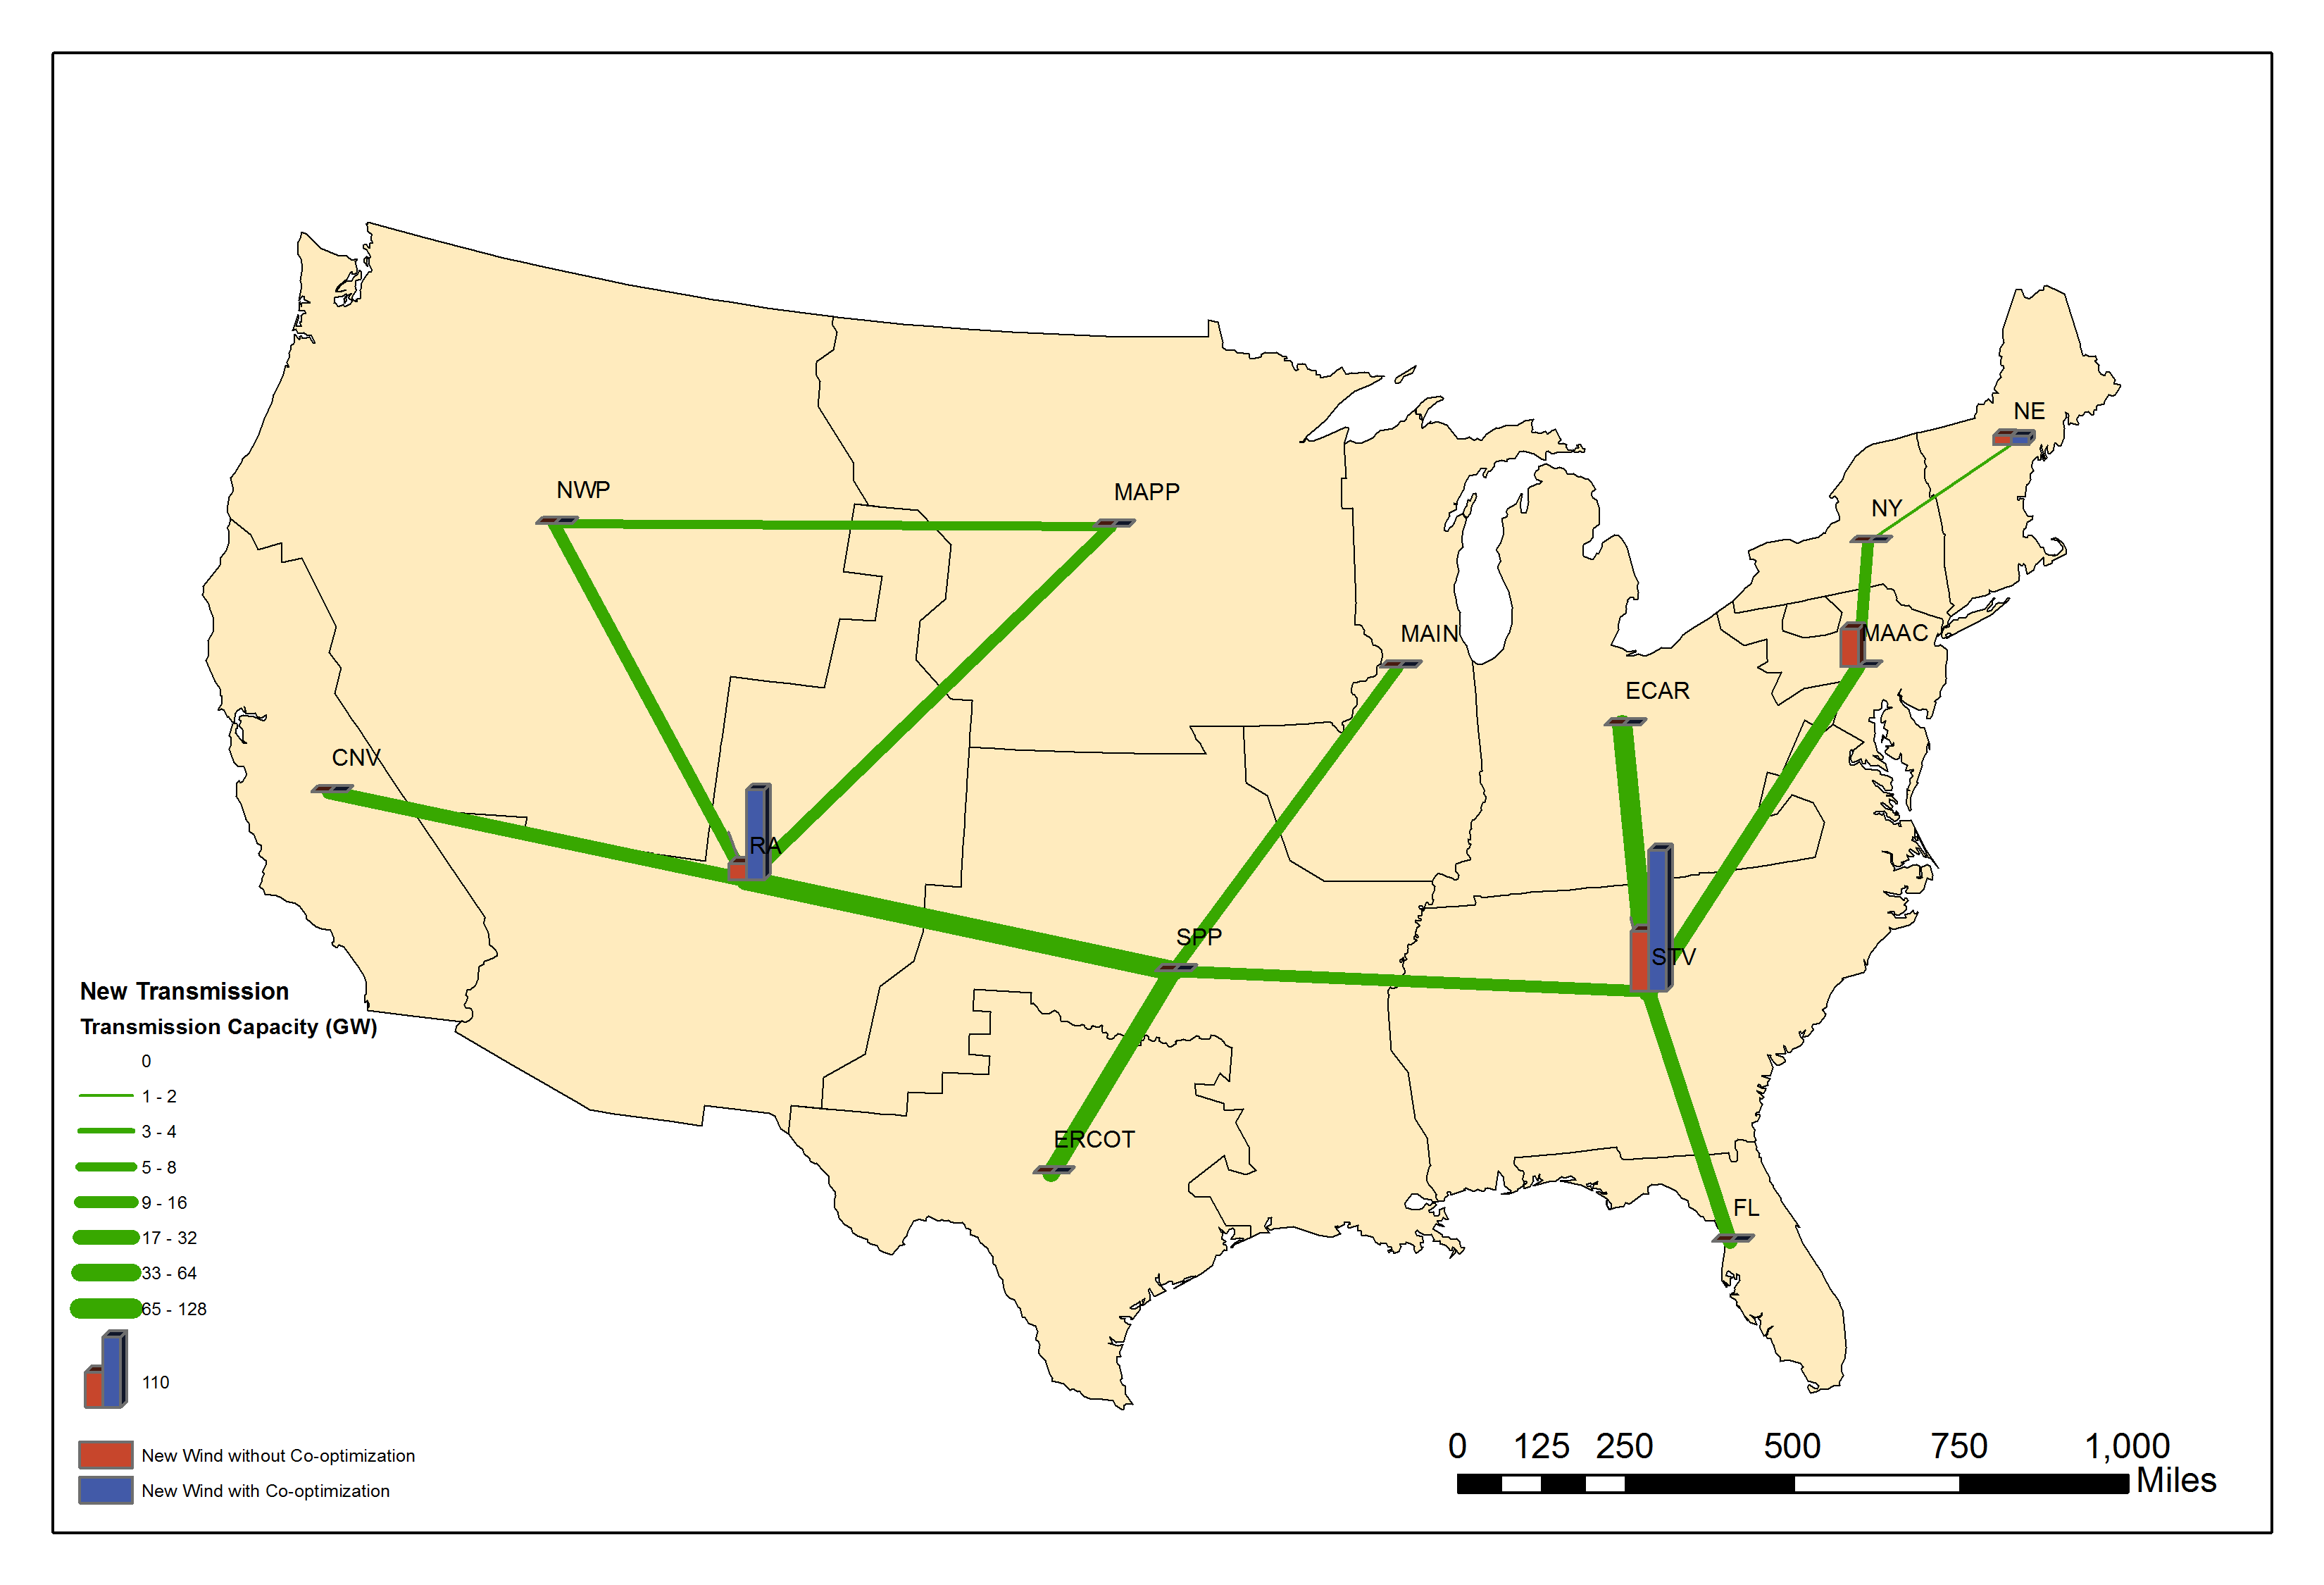 NE
NWP
MAPP
NY
MAIN
MAAC
ECAR
CNV
RA
SPP
STV
New Transmission
Transmission Capacity (GW)
0
1 - 2
3 - 4
5 - 8
9 - 16
17 - 32
33 - 64
65 - 128
110
New Wind without Co-optimization
New Wind with Co-optimization
ERCOT
FL
0 125 250 500 750 1,000
Miles